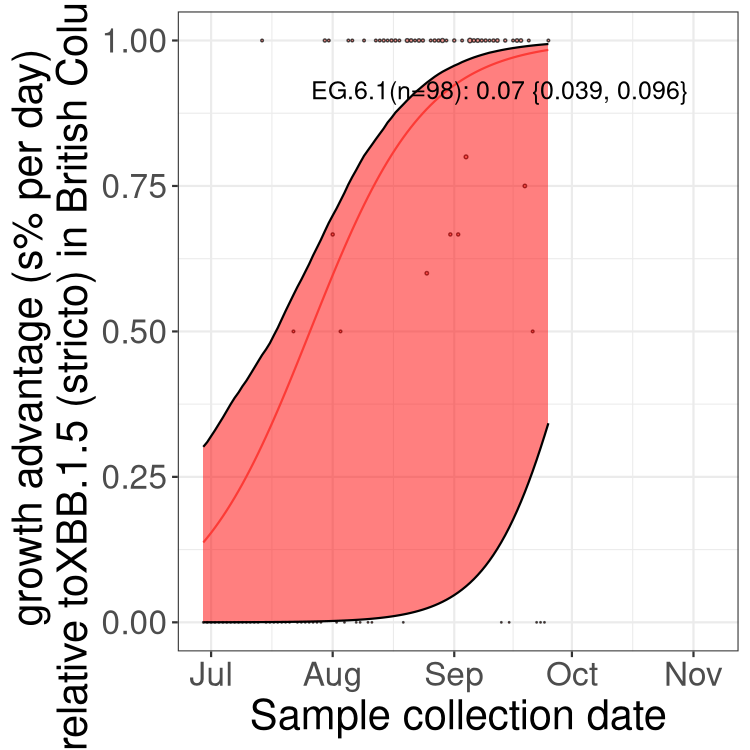 growth advantage (s% per day)
relative toXBB.1.5 (stricto) in British Colu
1.00
0.75
0.50
0.25
0.00
EG.6.1(n=98): 0.07 {0.039, 0.096}
Jul Aug Sep Oct Nov
Sample collection date